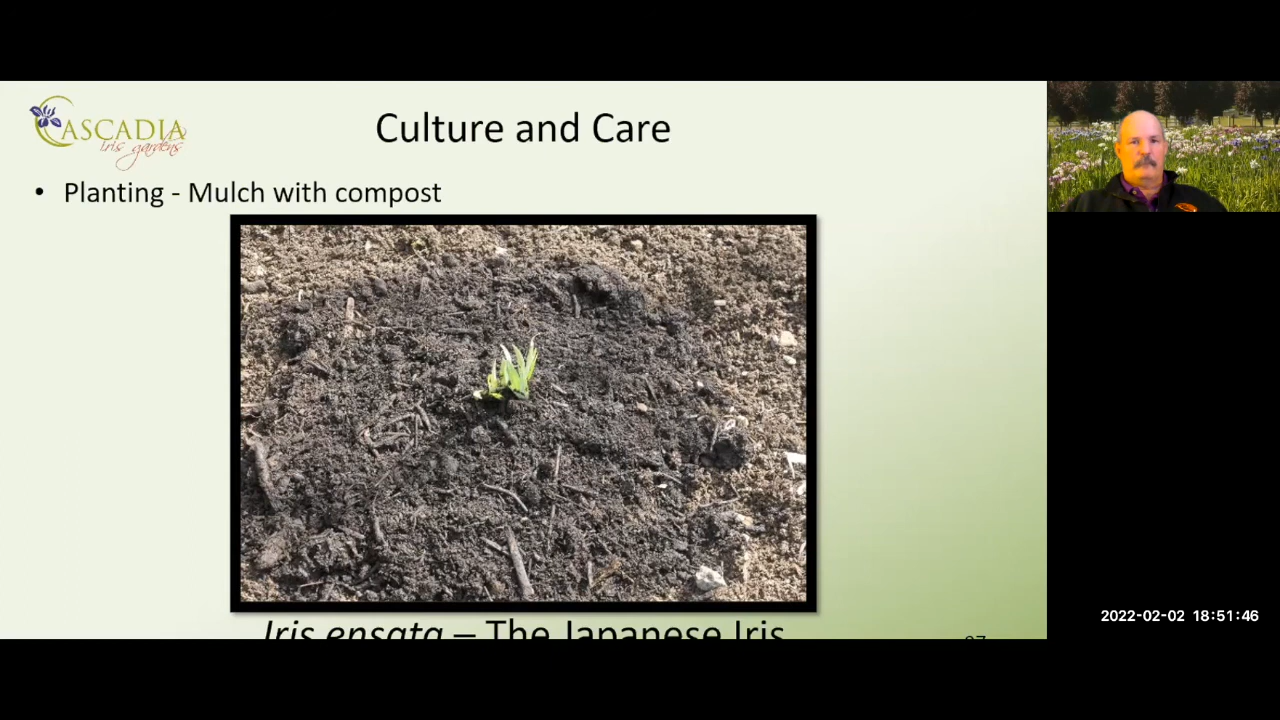 CASCADIA
iris gardens
Culture and Care
• Planting - Mulch with compost
Iris ensata – The Japanese Iris
2022-02-02 18:51:46